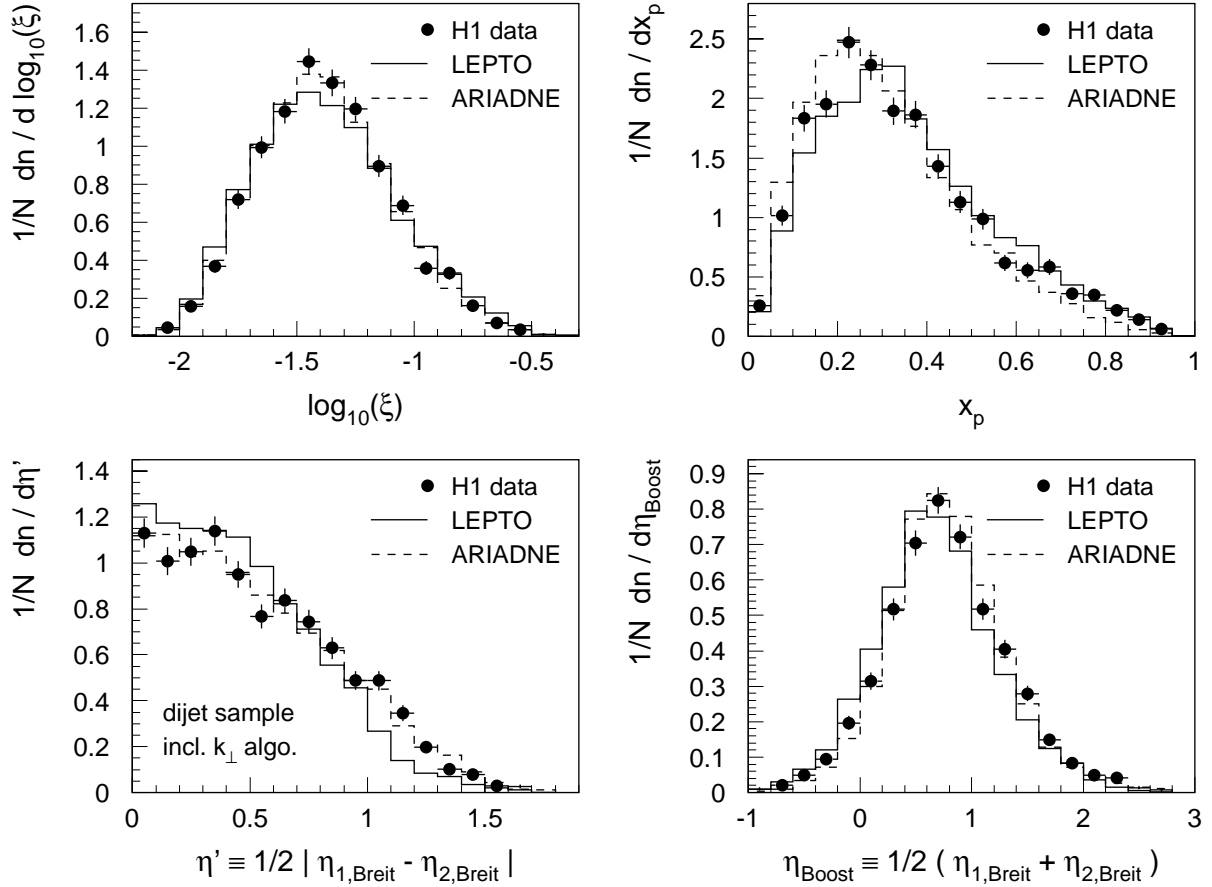 1/N dn / d log10(ξ)
1.6
1.4
1.2
1
0.8
0.6
0.4
0.2
0
H1 data
LEPTO
ARIADNE
-2 -1.5 -1 -0.5
log10(ξ)
1/N dn / dxp
2.5
2
1.5
1
0.5
0
H1 data
LEPTO
ARIADNE
0 0.2 0.4 0.6 0.8 1
xp
1/N dn / dη’
1.4
1.2
1
0.8
0.6
0.4
0.2
0
H1 data
LEPTO
ARIADNE
dijet sample
incl. k⊥ algo.
0 0.5 1 1.5
η’ ≡ 1/2 | η1,Breit - η2,Breit |
1/N dn / dηBoost
0.9
0.8
0.7
0.6
0.5
0.4
0.3
0.2
0.1
0
H1 data
LEPTO
ARIADNE
-1 0 1 2 3
ηBoost ≡ 1/2 ( η1,Breit + η2,Breit )